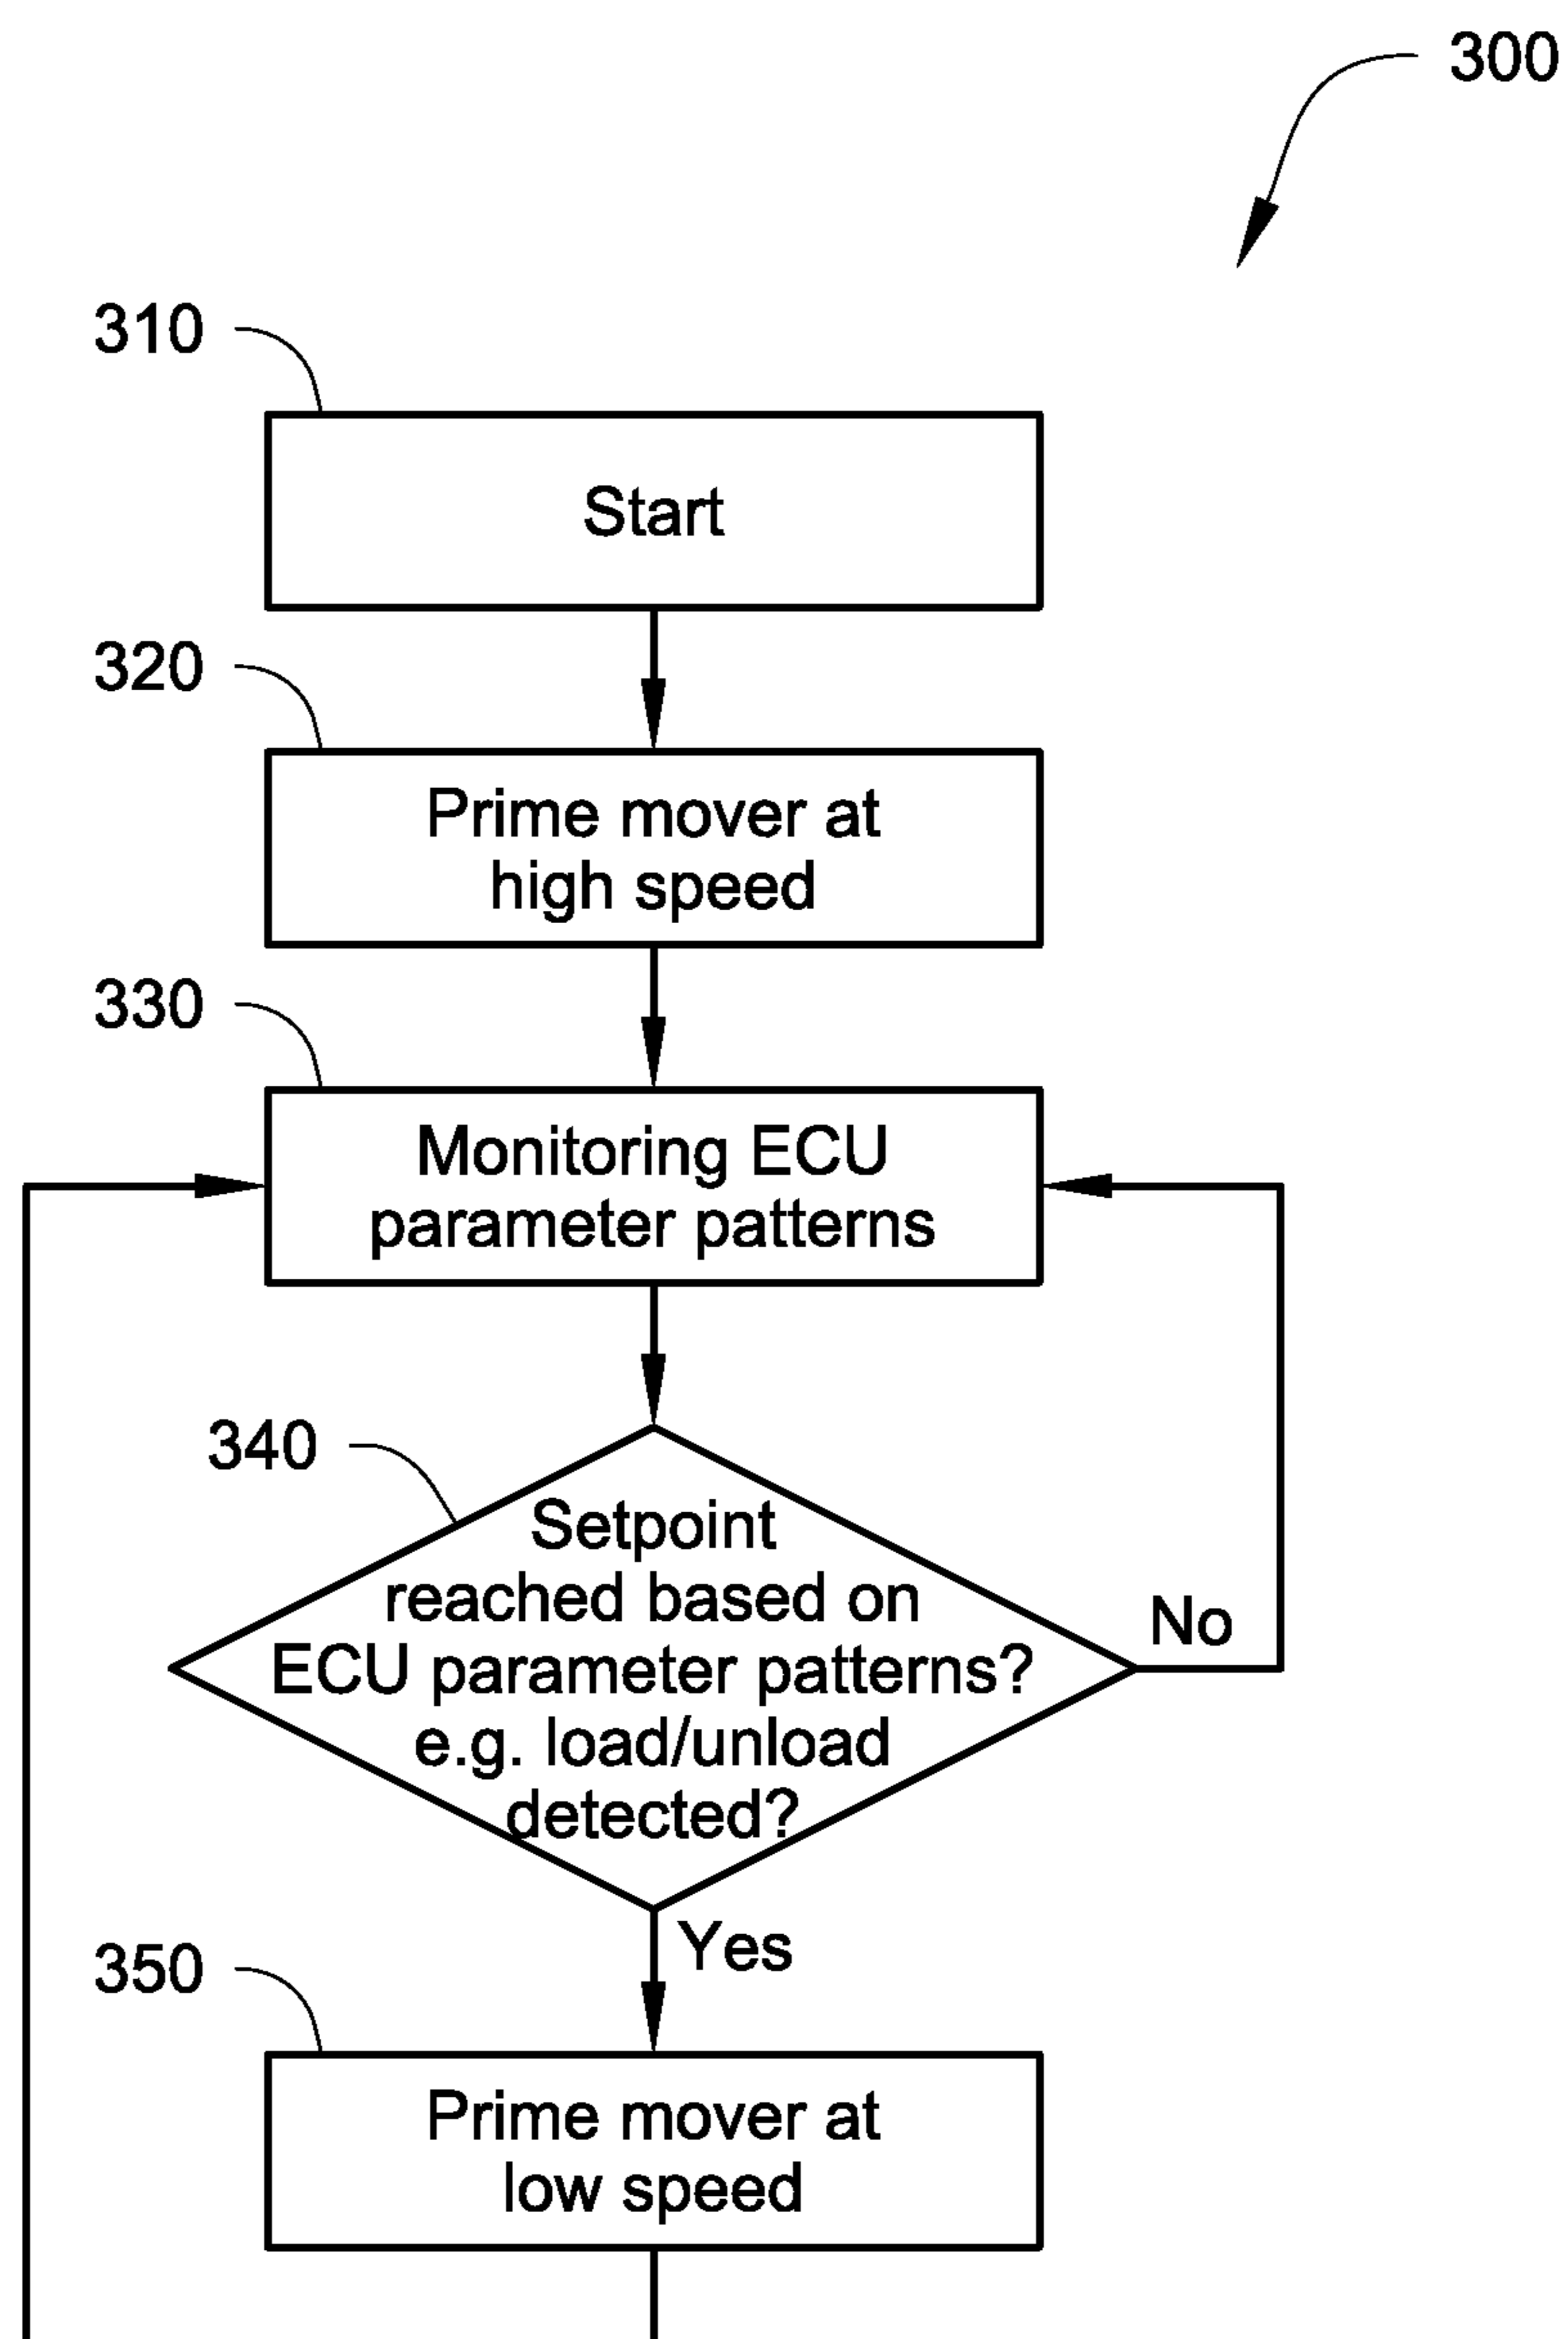 300
310
Start
320
Prime mover at
high speed
330
Monitoring ECU
parameter patterns
340
Setpoint
reached based on
ECU parameter patterns?
e.g. load/unload
detected?
No
Yes
350
Prime mover at
low speed